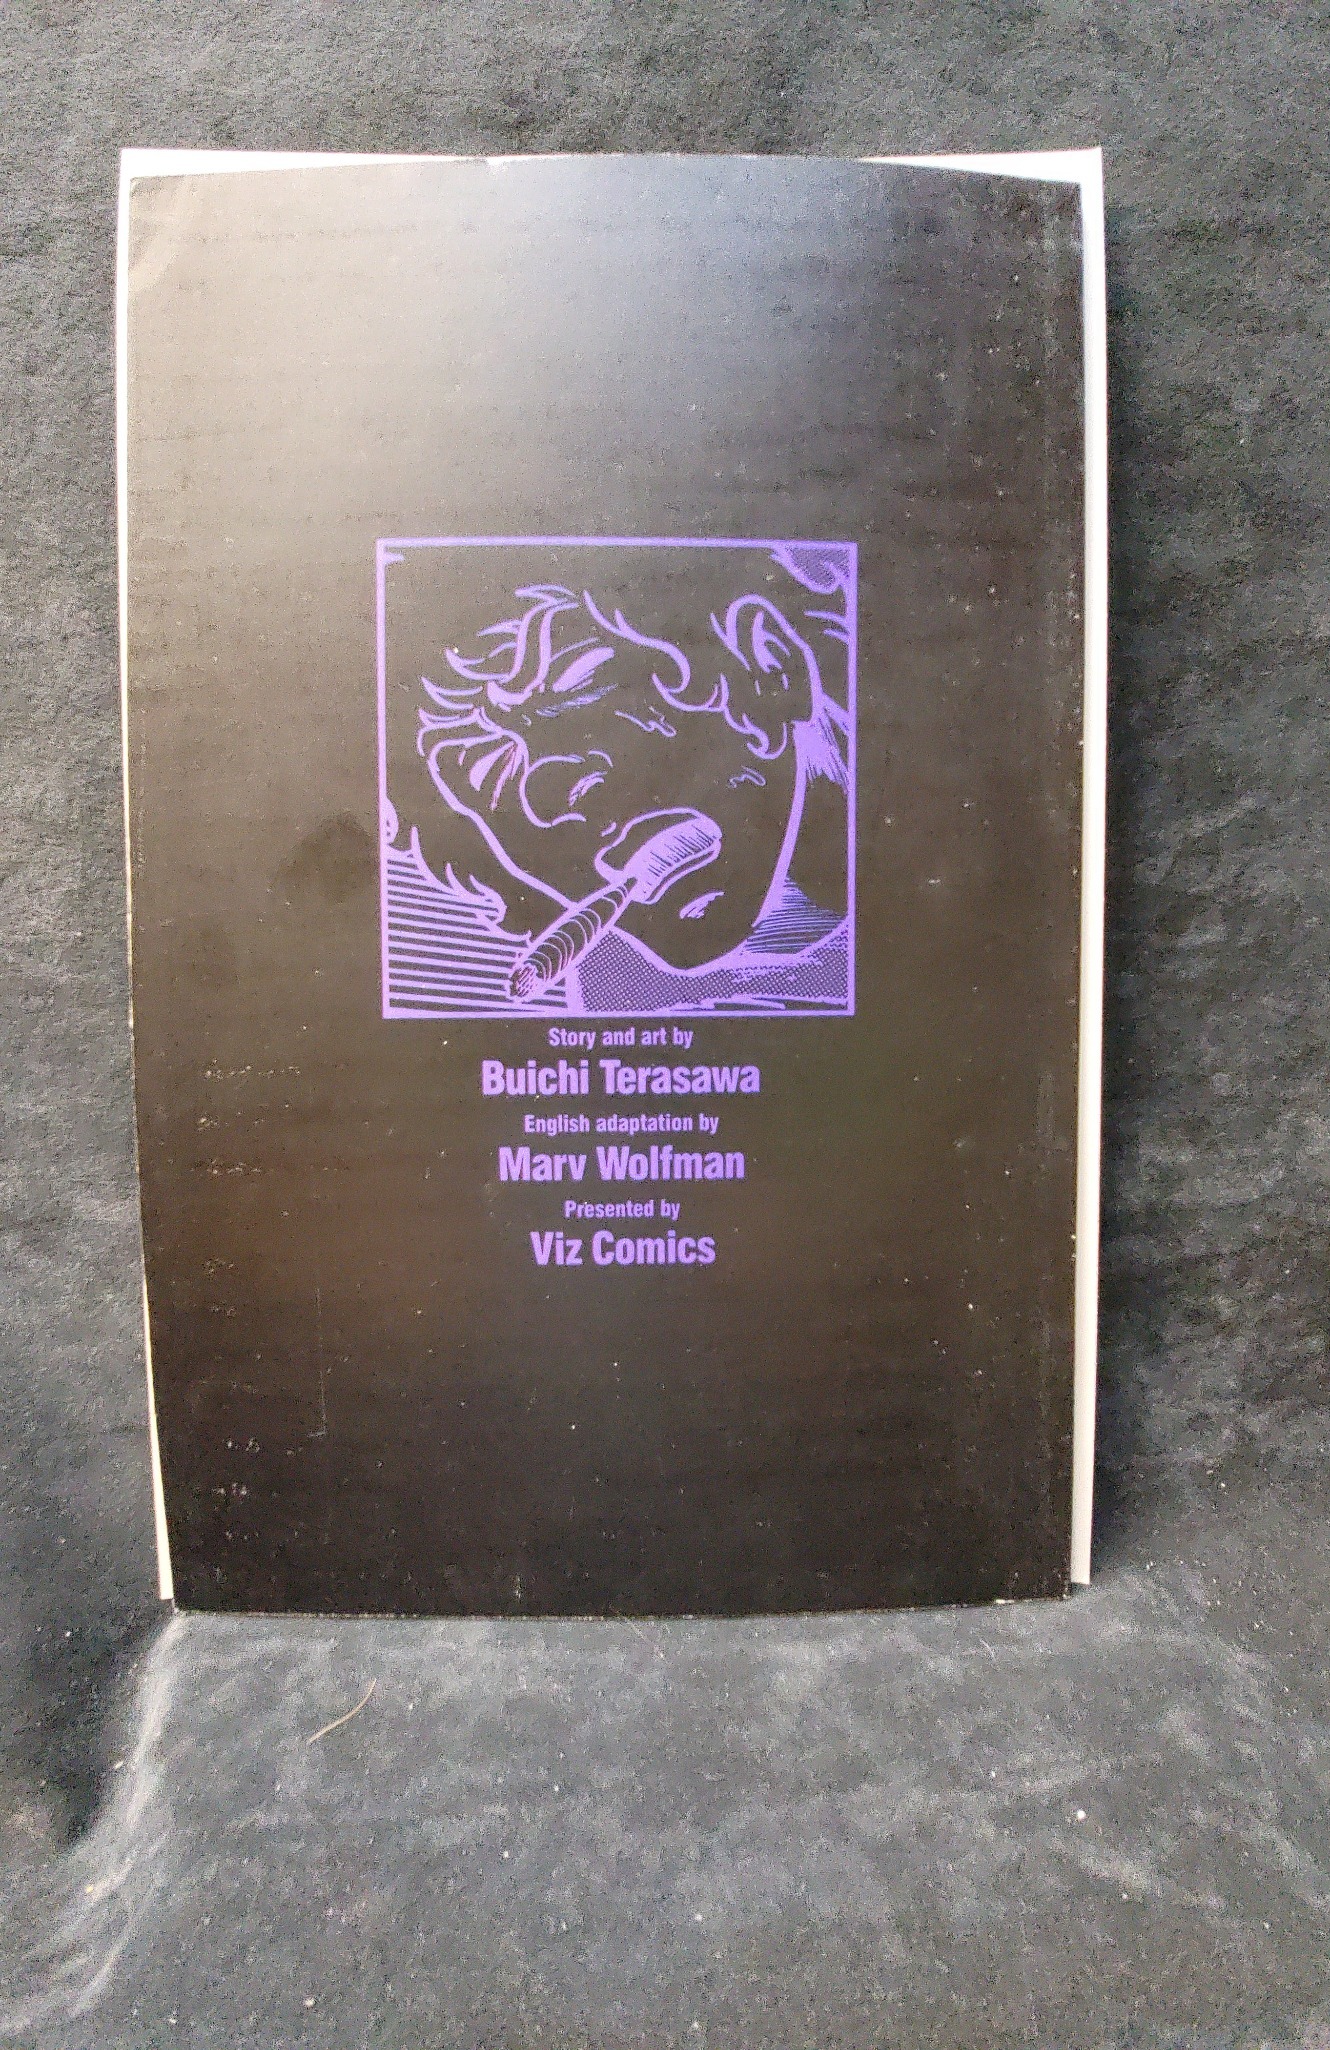 Story and art by
Buichi Terasawa
English adaptation by
Marv Wolfman
Presented by
Viz Comics